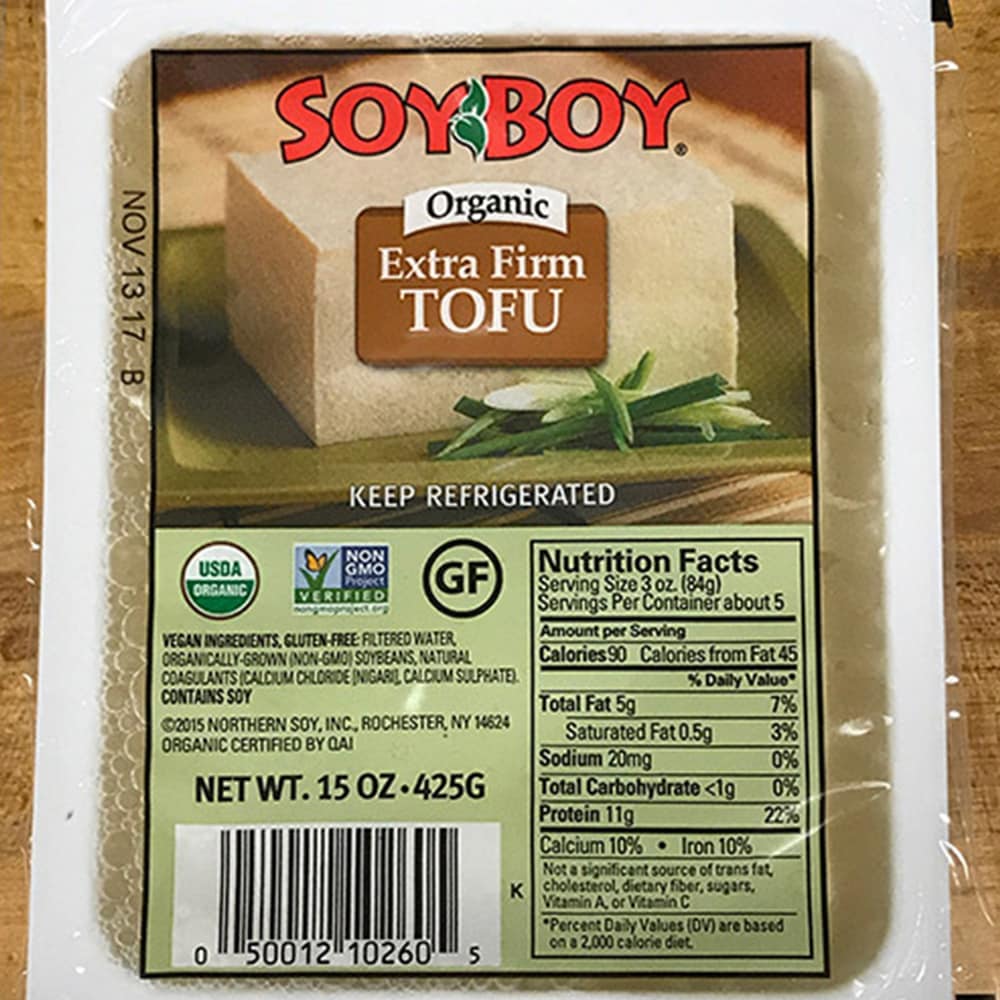 SOYBOY®
Organic
Extra Firm
TOFU
NOV 13 17 B
KEEP REFRIGERATED
USDA
ORGANIC
NON
GMO
Project
VERIFIED
nongmoproject.org
GF
VEGAN INGREDIENTS, GLUTEN-FREE: FILTERED WATER,
ORGANICALLY-GROWN (NON-GMO) SOYBEANS, NATURAL
COAGULANTS (CALCIUM CHLORIDE [NIGARI], CALCIUM SULPHATE).
CONTAINS SOY
©2015 NORTHERN SOY, INC., ROCHESTER, NY 14624
ORGANIC CERTIFIED BY QAI
NET WT. 15 OZ • 425G
0 50012 10260 5
K
Nutrition Facts
Serving Size 3 oz. (84g)
Servings Per Container about 5
Amount per Serving
Calories 90 Calories from Fat 45
% Daily Value*
Total Fat 5g 7%
Saturated Fat 0.5g 3%
Sodium 20mg 0%
Total Carbohydrate <1g 0%
Protein 11g 22%
Calcium 10% • Iron 10%
Not a significant source of trans fat,
cholesterol, dietary fiber, sugars,
Vitamin A, or Vitamin C
*Percent Daily Values (DV) are based
on a 2,000 calorie diet.